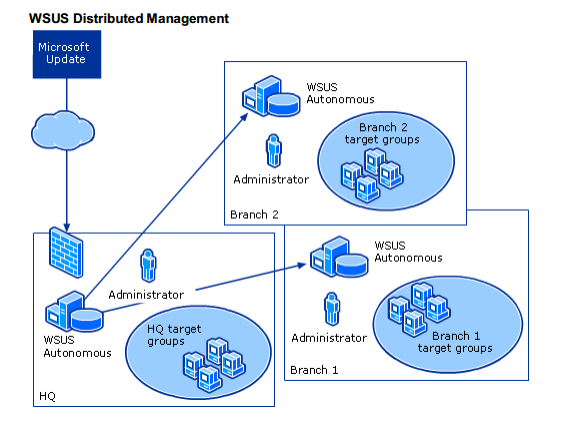 WSUS Distributed Management
Microsoft
Update
WSUS
Autonomous
Branch 2
target groups
Administrator
Branch 2
WSUS
Autonomous
Administrator
Branch 1
target groups
Branch 1
Administrator
WSUS
Autonomous
HQ target
groups
HQ